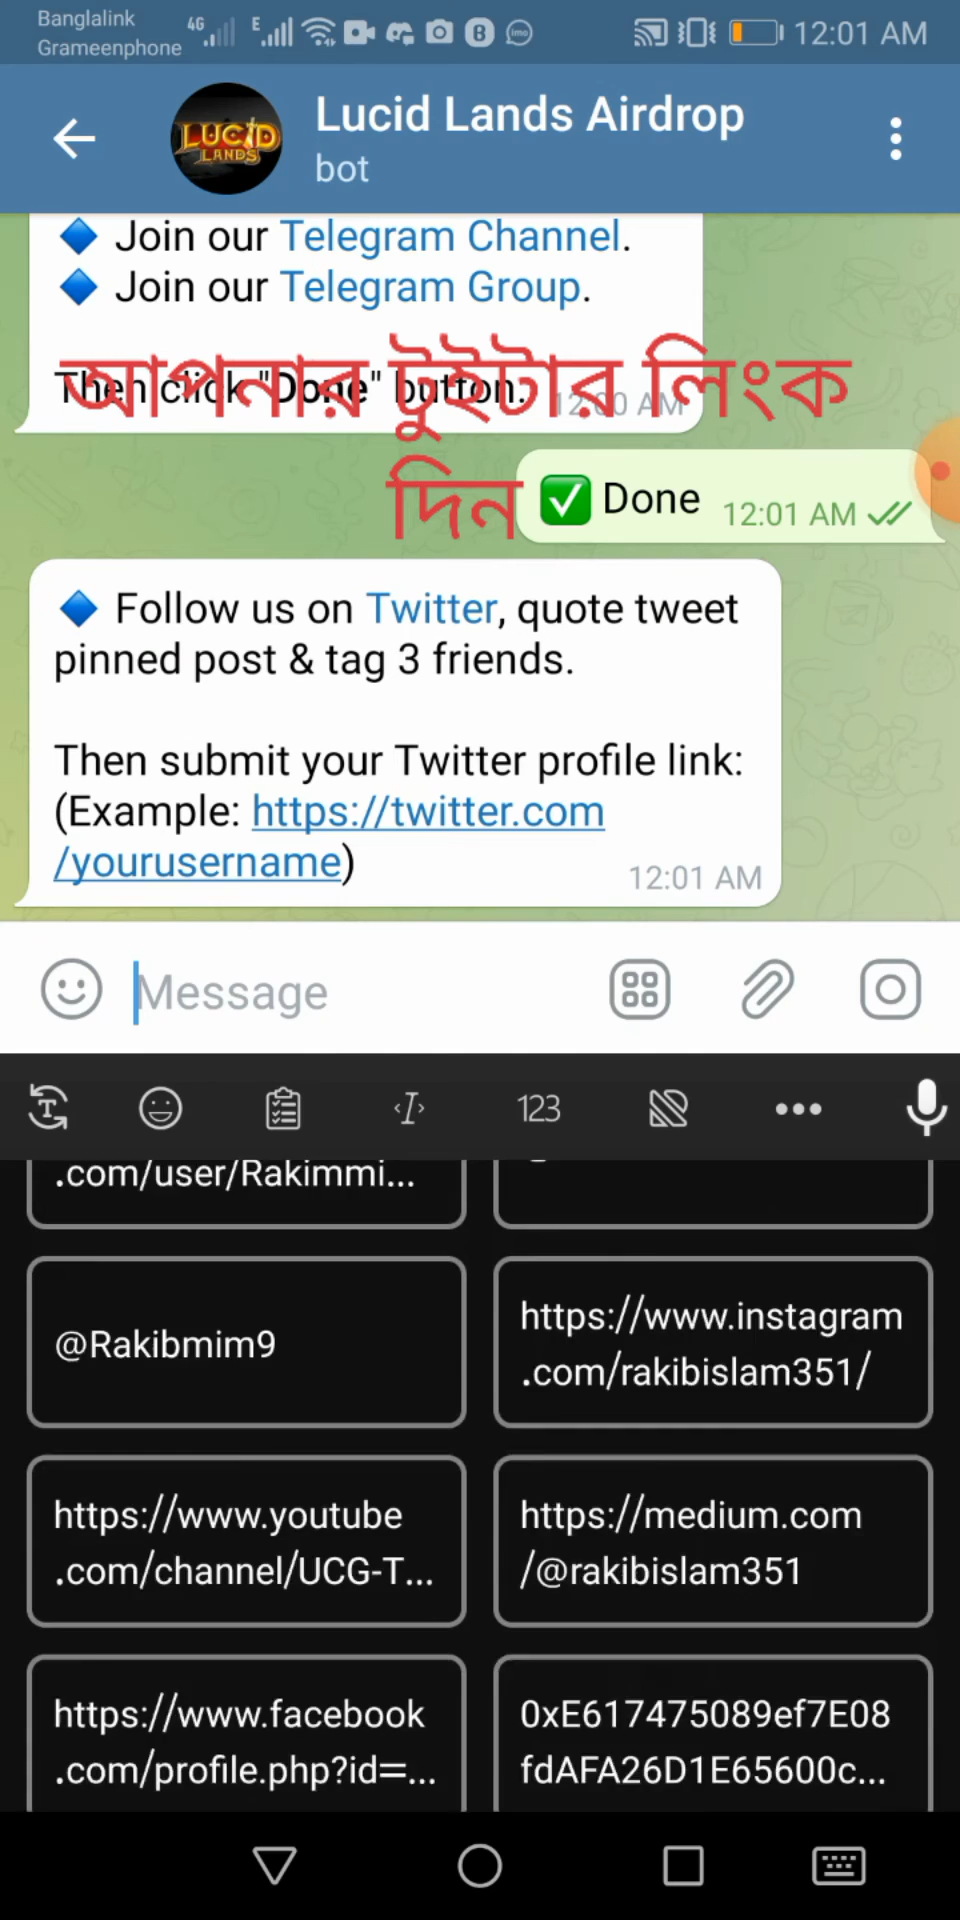 Banglalink
Grameenphone
4G
E
B
imo
12:01 AM
LUCID
LANDS
Lucid Lands Airdrop
bot
🔷 Join our Telegram Channel.
🔷 Join our Telegram Group.
Then click "Done" button.
12:00 AM
আপনার টুইটার লিংক
দিন
✅ Done
12:01 AM
🔷 Follow us on Twitter, quote tweet
pinned post & tag 3 friends.
Then submit your Twitter profile link:
(Example: https://twitter.com
/yourusername)
12:01 AM
Message
123
.com/user/Rakimmi...
@Rakibmim9
https://www.instagram
.com/rakibislam351/
https://www.youtube
.com/channel/UCG-T...
https://medium.com
/@rakibislam351
https://www.facebook
.com/profile.php?id=...
0xE617475089ef7E08
fdAFA26D1E65600c...